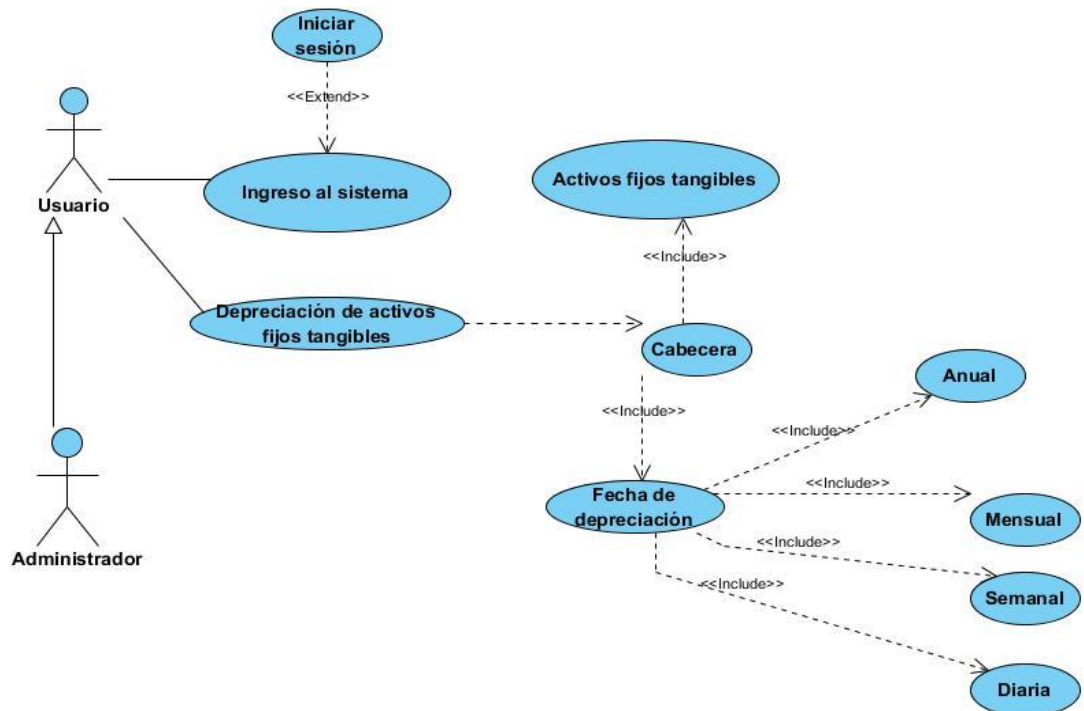 Iniciar
sesión
<<Extend>>
Ingreso al sistema
Usuario
Activos fijos tangibles
<<Include>>
Depreciación de activos
fijos tangibles
Cabecera
Anual
<<Include>>
<<Include>>
Fecha de
depreciación
<<Include>>
Mensual
<<Include>>
Semanal
<<Include>>
Diaria
Administrador